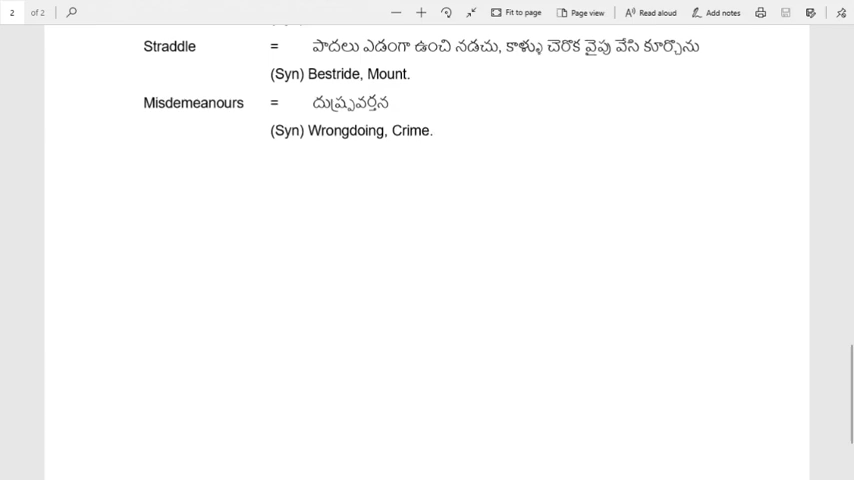 2 of 2 Fit to page Page view Read aloud Add notes
Straddle = పాదలు ఎడంగా ఉంచి నడచు, కాళ్ళు చెరొక వైపు వేసి కూర్చొను
(Syn) Bestride, Mount.
Misdemeanours = దుష్ప్రవర్తన
(Syn) Wrongdoing, Crime.